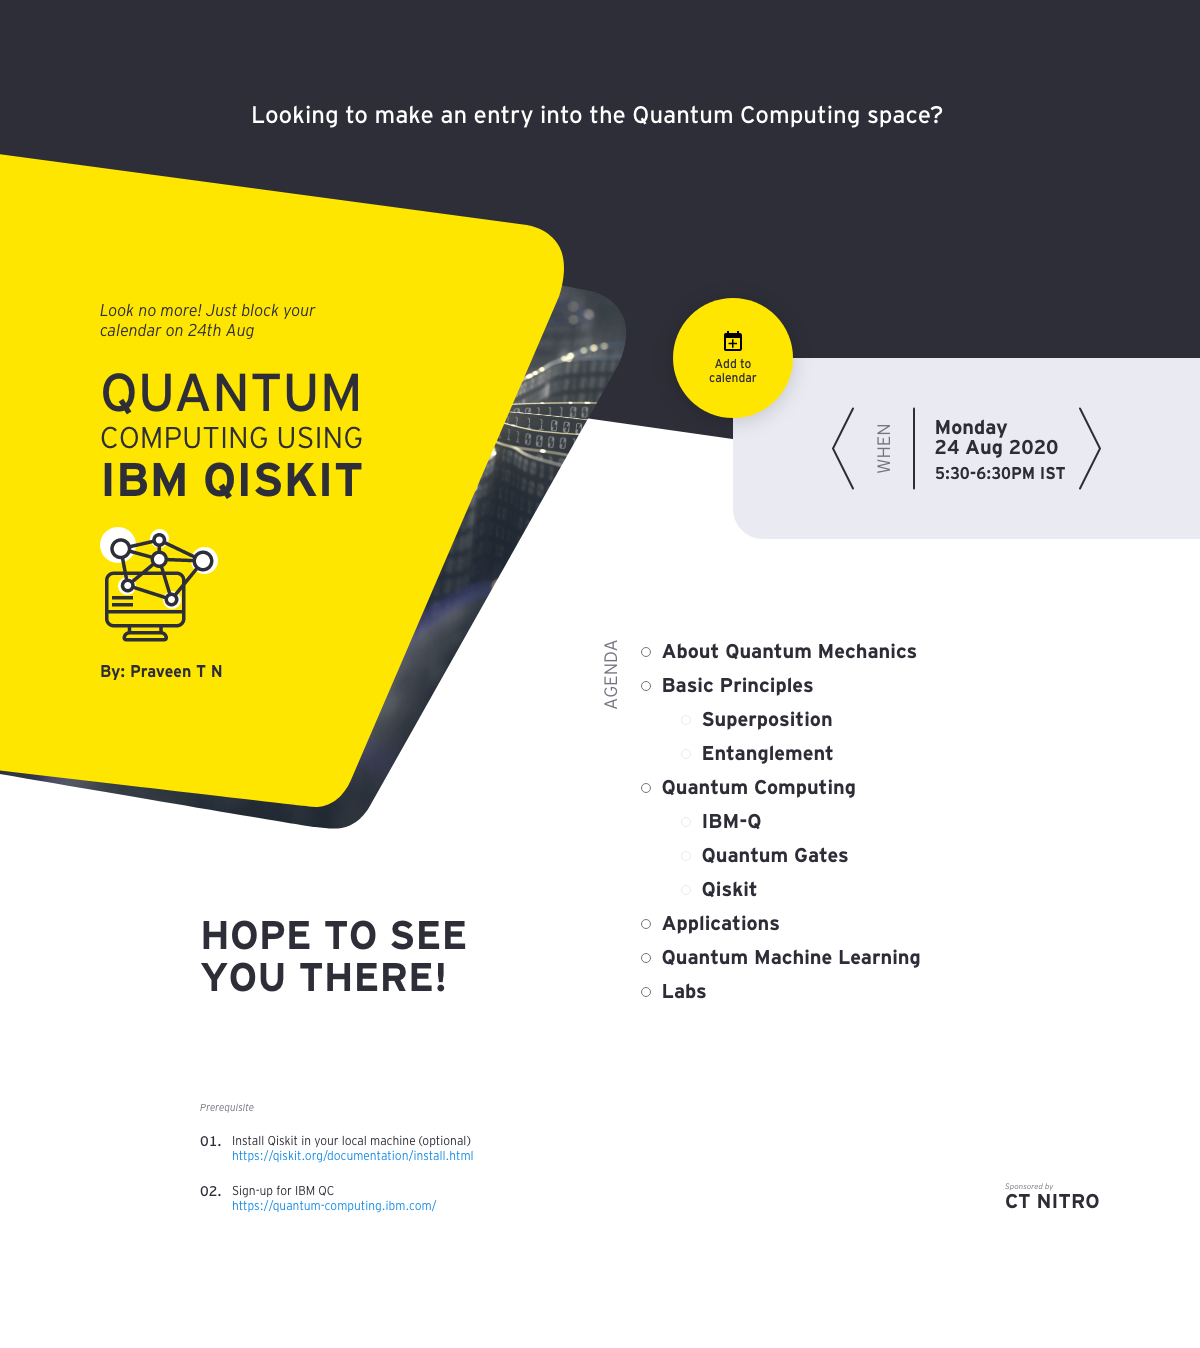 Looking to make an entry into the Quantum Computing space?
Look no more! Just block your
calendar on 24th Aug
QUANTUM
COMPUTING USING
IBM QISKIT
By: Praveen T N
Add to
calendar
WHEN
Monday
24 Aug 2020
5:30-6:30PM IST
AGENDA
About Quantum Mechanics
Basic Principles
Superposition
Entanglement
Quantum Computing
IBM-Q
Quantum Gates
Qiskit
Applications
Quantum Machine Learning
Labs
HOPE TO SEE
YOU THERE!
Prerequisite
01. Install Qiskit in your local machine (optional)
https://qiskit.org/documentation/install.html
02. Sign-up for IBM QC
https://quantum-computing.ibm.com/
Sponsored by
CT NITRO